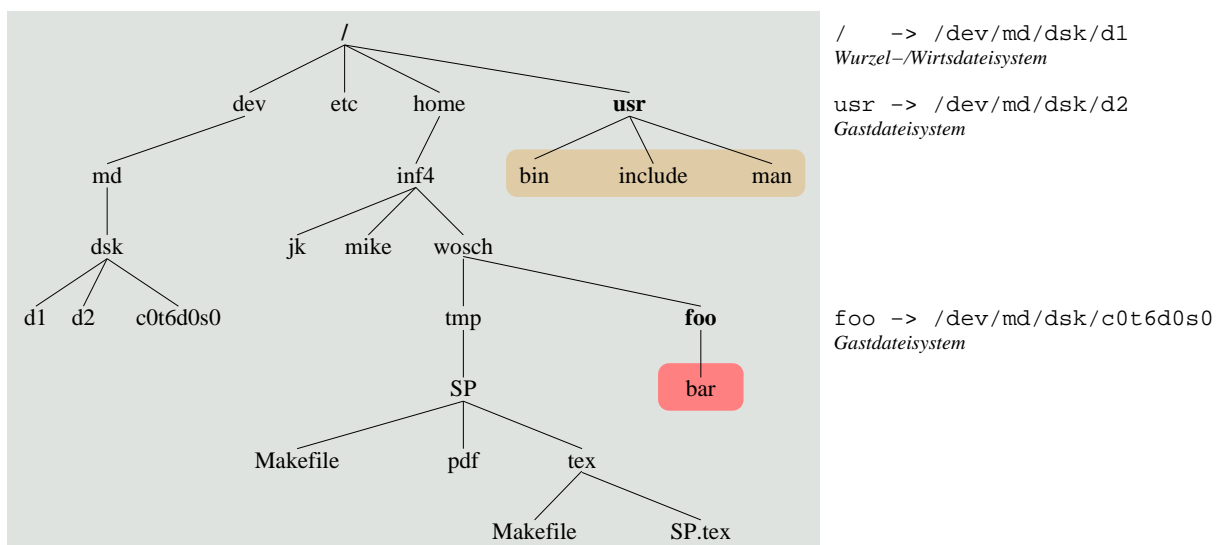 /
/ −> /dev/md/dsk/d1
Wurzel−/Wirtsdateisystem
dev etc home usr
usr −> /dev/md/dsk/d2
Gastdateisystem
md inf4 bin include man
dsk jk mike wosch
d1 d2 c0t6d0s0 tmp foo
foo −> /dev/md/dsk/c0t6d0s0
Gastdateisystem
SP bar
Makefile pdf tex
Makefile SP.tex